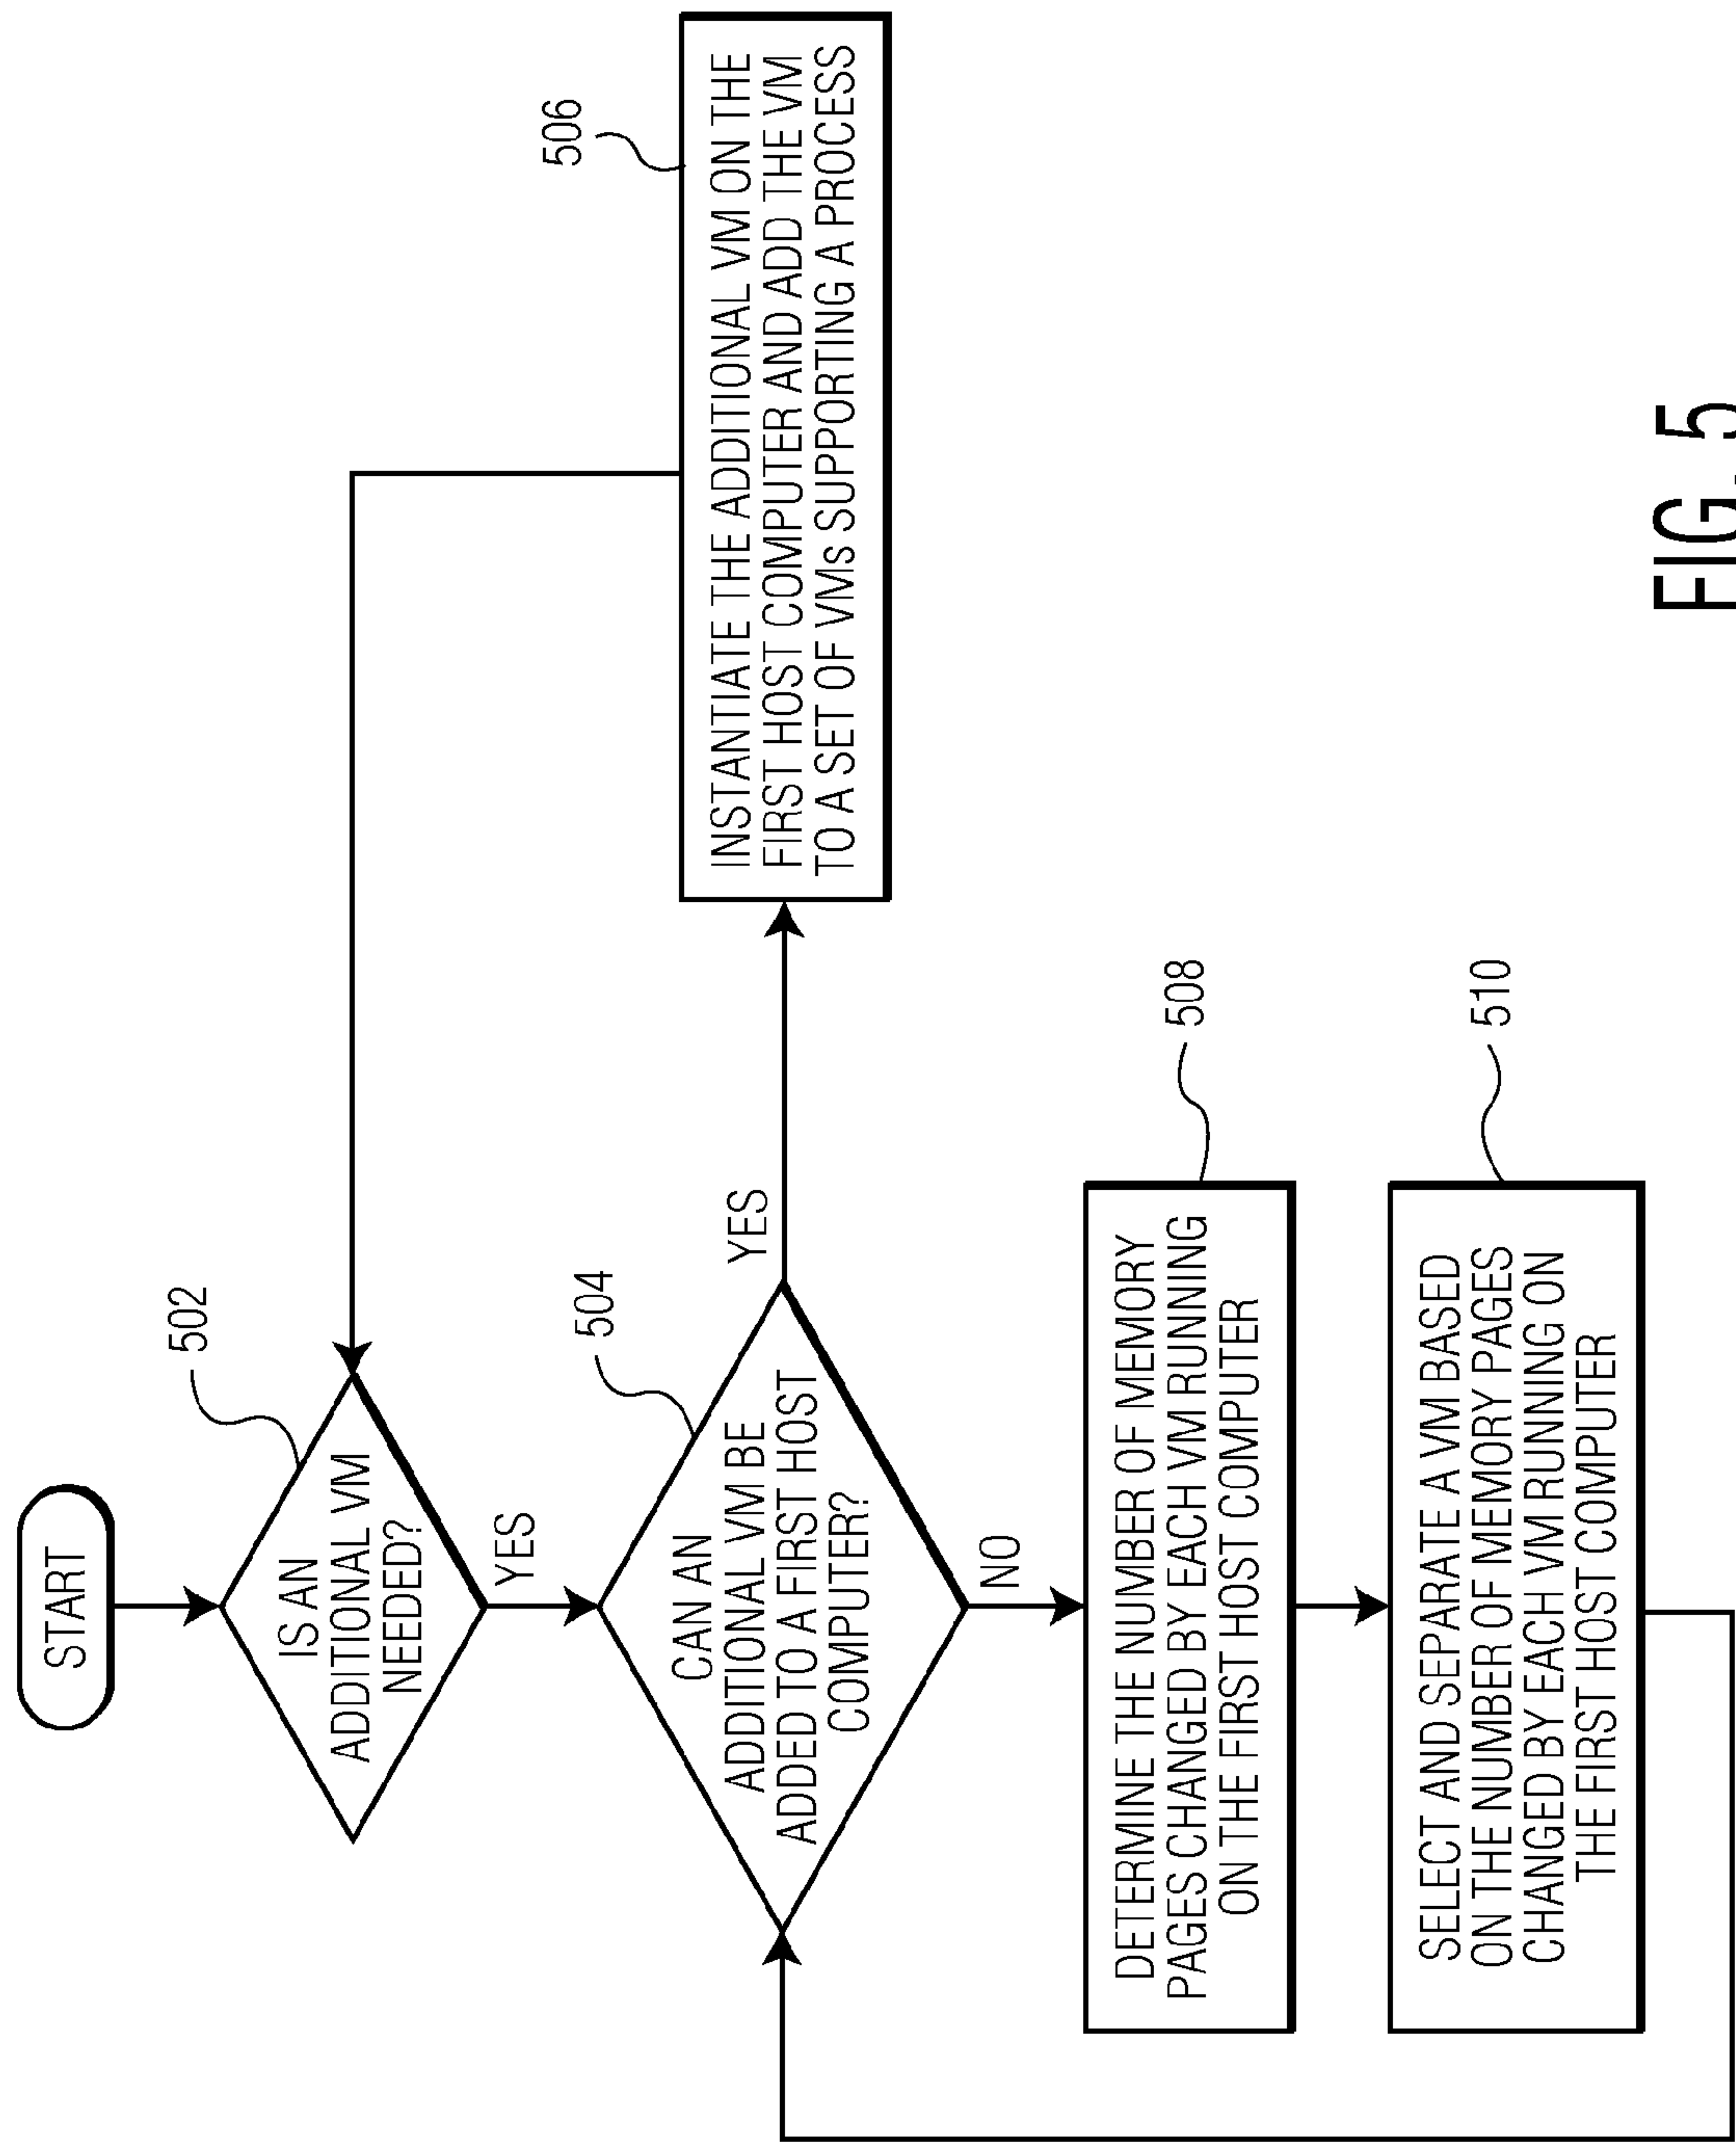 START
502
IS AN
ADDITIONAL VM
NEEDED?
YES
504
CAN AN
ADDITIONAL VM BE
ADDED TO A FIRST HOST
COMPUTER?
YES
506
INSTANTIATE THE ADDITIONAL VM ON THE
FIRST HOST COMPUTER AND ADD THE VM
TO A SET OF VMs SUPPORTING A PROCESS
NO
508
DETERMINE THE NUMBER OF MEMORY
PAGES CHANGED BY EACH VM RUNNING
ON THE FIRST HOST COMPUTER
510
SELECT AND SEPARATE A VM BASED
ON THE NUMBER OF MEMORY PAGES
CHANGED BY EACH VM RUNNING ON
THE FIRST HOST COMPUTER
FIG. 5